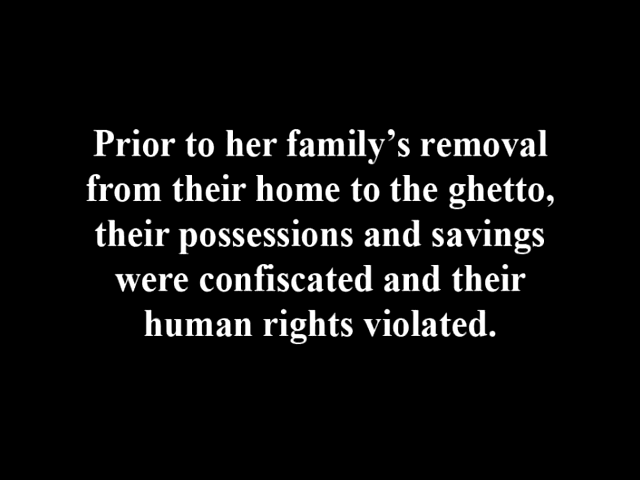 Prior to her family’s removal
from their home to the ghetto,
their possessions and savings
were confiscated and their
human rights violated.